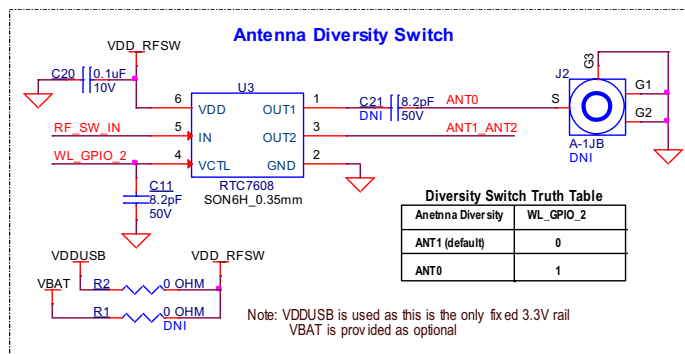 Antenna Diversity Switch
VDD_RFSW
C20 0.1uF
10V
U3
6 VDD OUT1 1
RF_SW_IN 5 IN OUT2 3
WL_GPIO_2 4 VCTL GND 2
RTC7608
SON6H_0.35mm
C21 8.2pF ANT0
DNI 50V
ANT1_ANT2
J2
S
G3
G1
G2
A-1JB
DNI
C11
8.2pF
50V
Diversity Switch Truth Table
Anetnna Diversity WL_GPIO_2
ANT1 (default) 0
ANT0 1
VDDUSB VDD_RFSW
VBAT
R2 0 OHM
R1 0 OHM
DNI
Note: VDDUSB is used as this is the only fixed 3.3V rail
VBAT is provided as optional